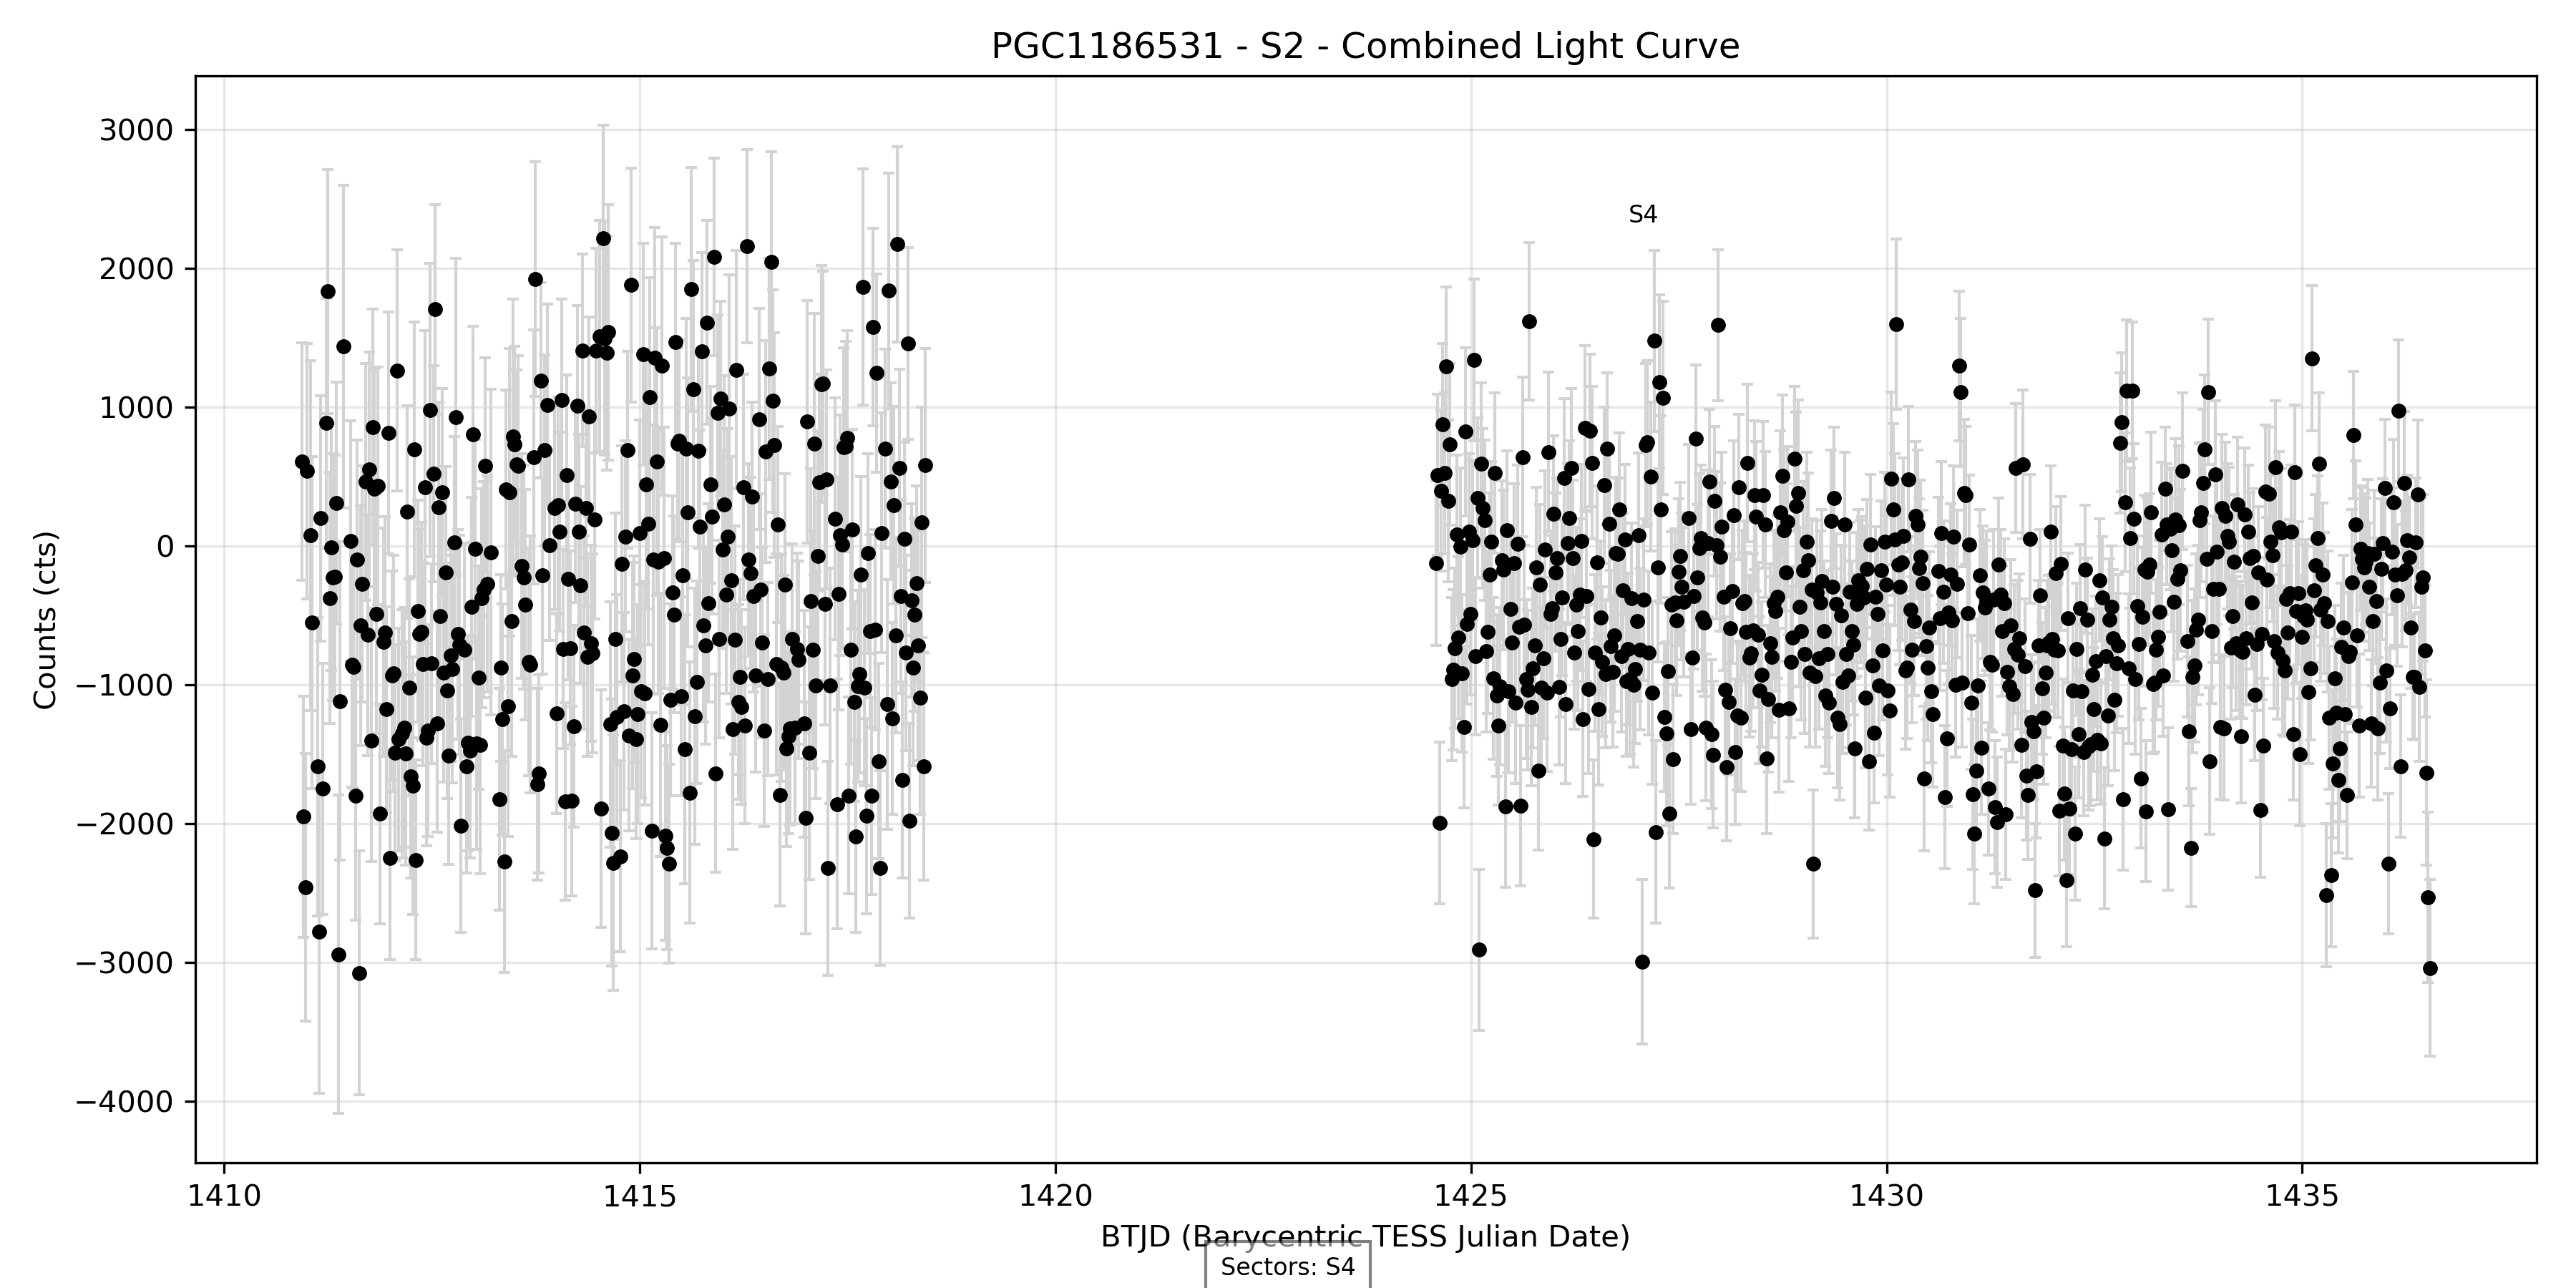 PGC1186531 - S2 - Combined Light Curve
3000
2000
1000
0
−1000
−2000
−3000
−4000
Counts (cts)
S4
1410
1415
1420
1425
1430
1435
BTJD (Barycentric TESS Julian Date)
Sectors: S4